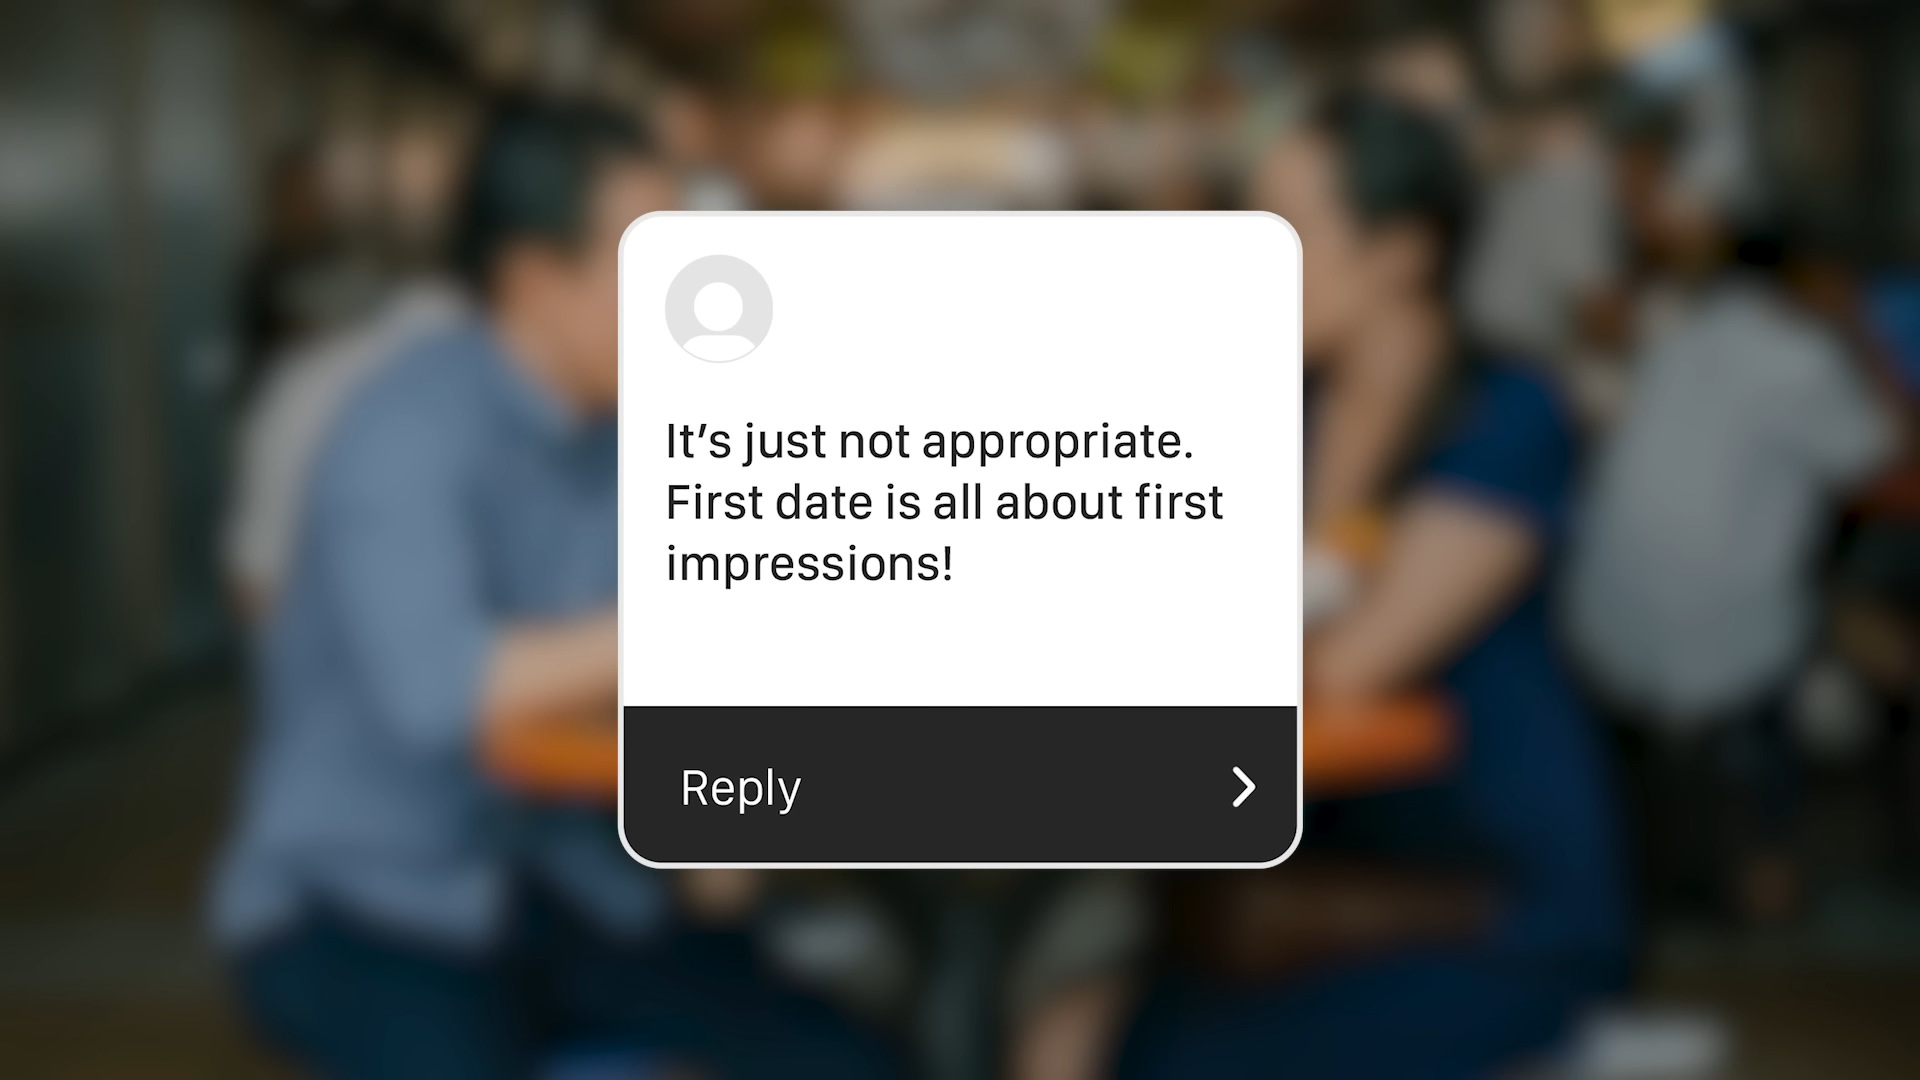 It’s just not appropriate.
First date is all about first
impressions!
Reply